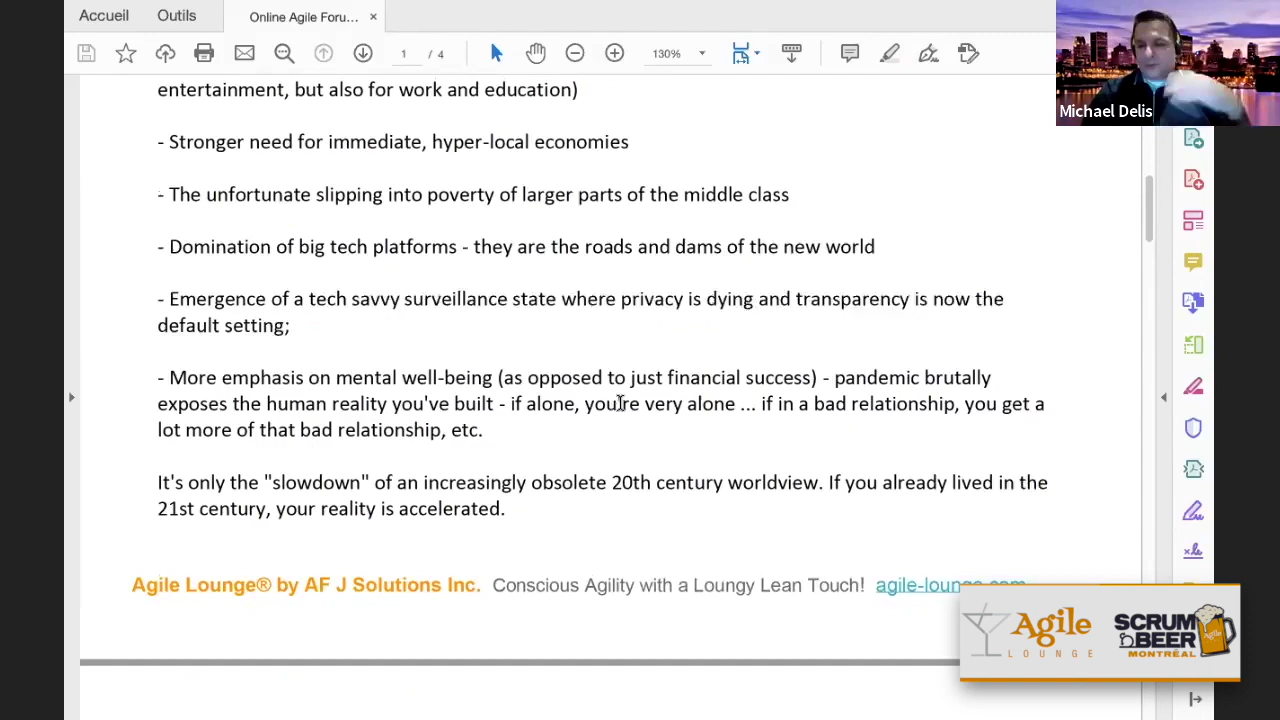 Accueil Outils Online Agile Foru... ×
1 / 4 130%
Michael Delis
entertainment, but also for work and education)
- Stronger need for immediate, hyper-local economies
- The unfortunate slipping into poverty of larger parts of the middle class
- Domination of big tech platforms - they are the roads and dams of the new world
- Emergence of a tech savvy surveillance state where privacy is dying and transparency is now the
default setting;
- More emphasis on mental well-being (as opposed to just financial success) - pandemic brutally
exposes the human reality you've built - if alone, you're very alone ... if in a bad relationship, you get a
lot more of that bad relationship, etc.
It's only the "slowdown" of an increasingly obsolete 20th century worldview. If you already lived in the
21st century, your reality is accelerated.
Agile Lounge® by AF J Solutions Inc. Conscious Agility with a Loungy Lean Touch! agile-lounge.com
Agile
LOUNGE
SCRUM
BEER
Agile
MONTRÉAL